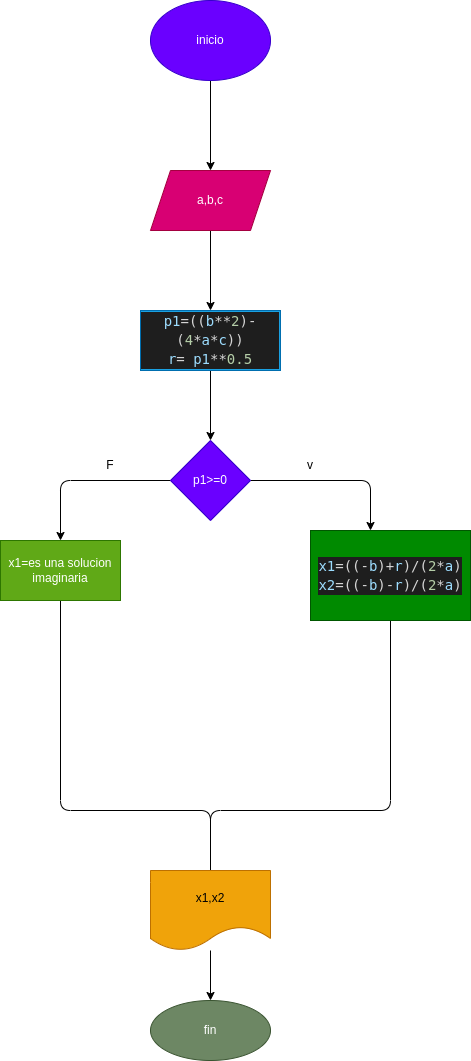 inicio
a,b,c
p1=((b**2)-
(4*a*c))
r= p1**0.5
F
v
p1>=0
x1=es una solucion
imaginaria
x1=((-b)+r)/(2*a)
x2=((-b)-r)/(2*a)
x1,x2
fin